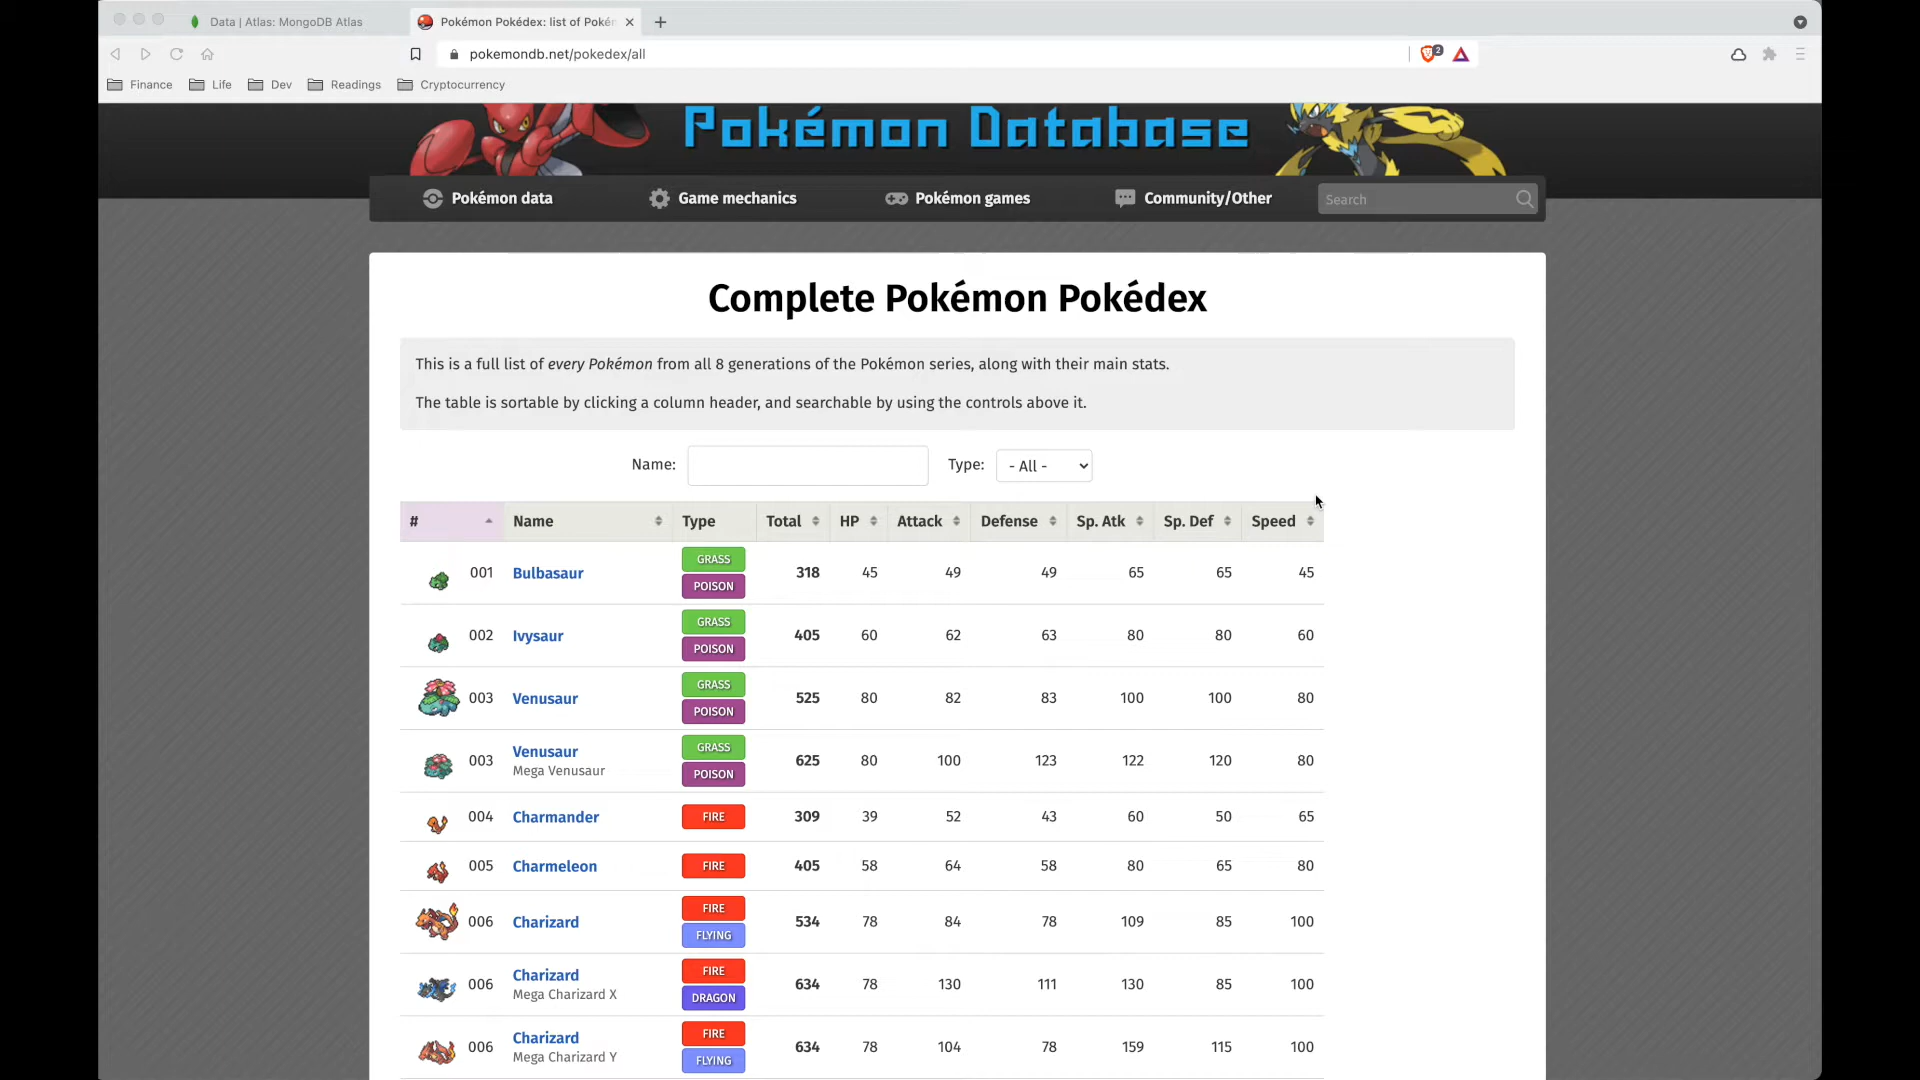 Data | Atlas: MongoDB Atlas
Pokémon Pokédex: list of Pokém
pokemondb.net/pokedex/all
2
Finance Life Dev Readings Cryptocurrency
Pokémon Database
Pokémon data Game mechanics Pokémon games Community/Other Search
Complete Pokémon Pokédex
This is a full list of every Pokémon from all 8 generations of the Pokémon series, along with their main stats.
The table is sortable by clicking a column header, and searchable by using the controls above it.
Name: Type: - All -
# Name Type Total HP Attack Defense Sp. Atk Sp. Def Speed
001 Bulbasaur GRASS POISON 318 45 49 49 65 65 45
002 Ivysaur GRASS POISON 405 60 62 63 80 80 60
003 Venusaur GRASS POISON 525 80 82 83 100 100 80
003 Venusaur Mega Venusaur GRASS POISON 625 80 100 123 122 120 80
004 Charmander FIRE 309 39 52 43 60 50 65
005 Charmeleon FIRE 405 58 64 58 80 65 80
006 Charizard FIRE FLYING 534 78 84 78 109 85 100
006 Charizard Mega Charizard X FIRE DRAGON 634 78 130 111 130 85 100
006 Charizard Mega Charizard Y FIRE FLYING 634 78 104 78 159 115 100